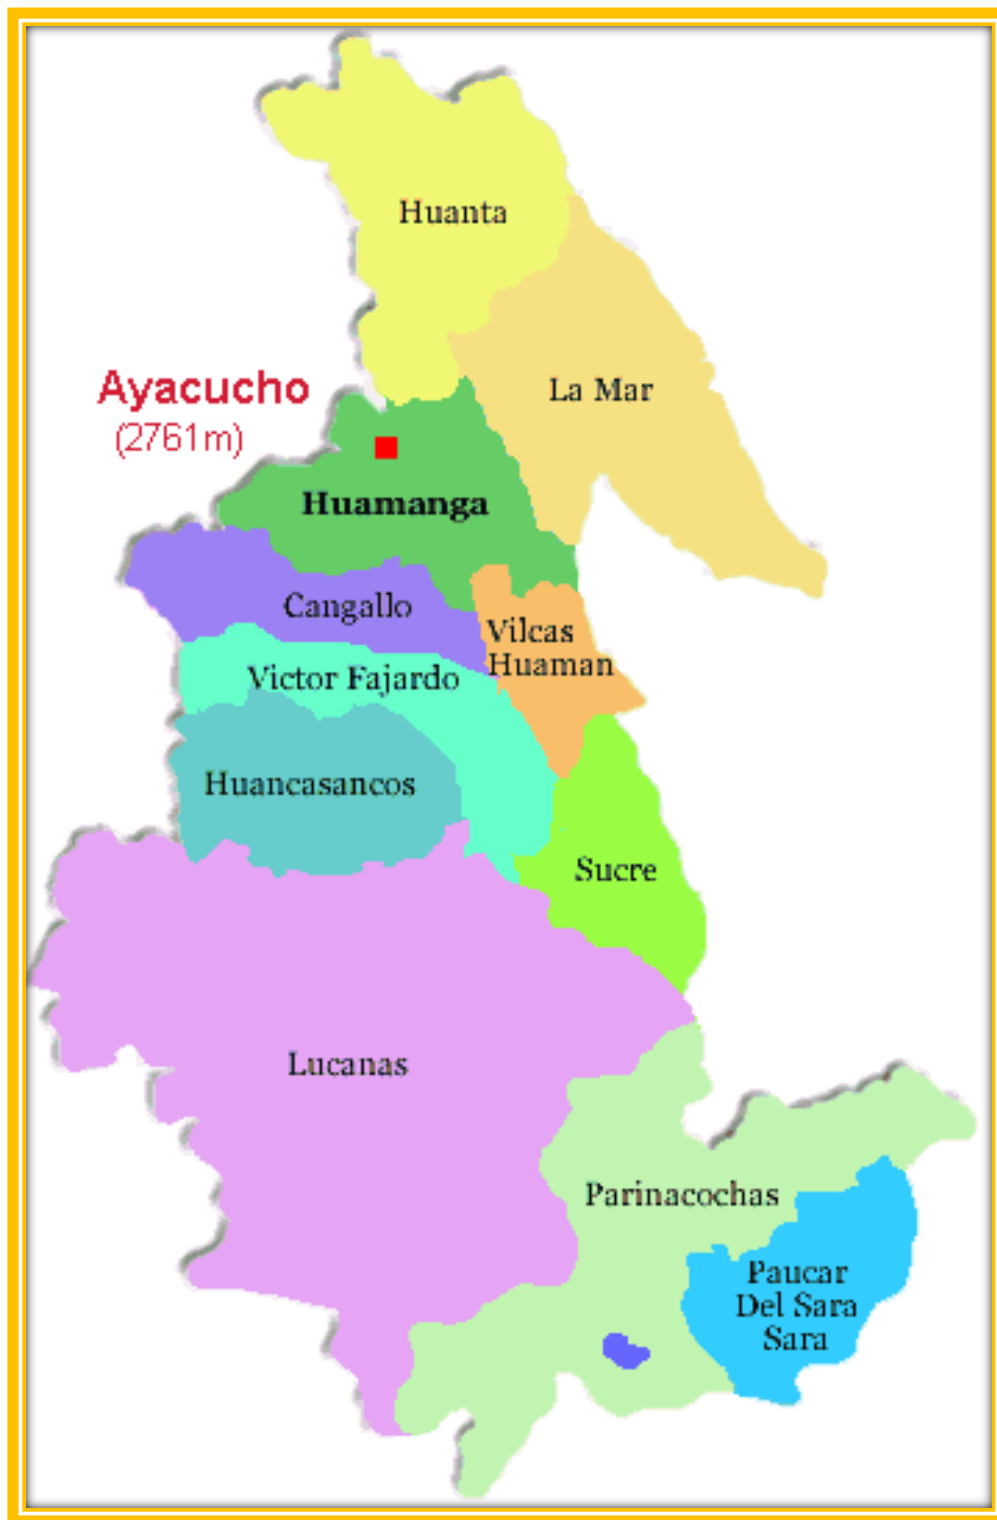 Huanta
La Mar
Ayacucho
(2761m)
Huamanga
Cangallo
Vilcas
Huaman
Victor Fajardo
Huancasancos
Sucre
Lucanas
Parinacochas
Paucar
Del Sara
Sara